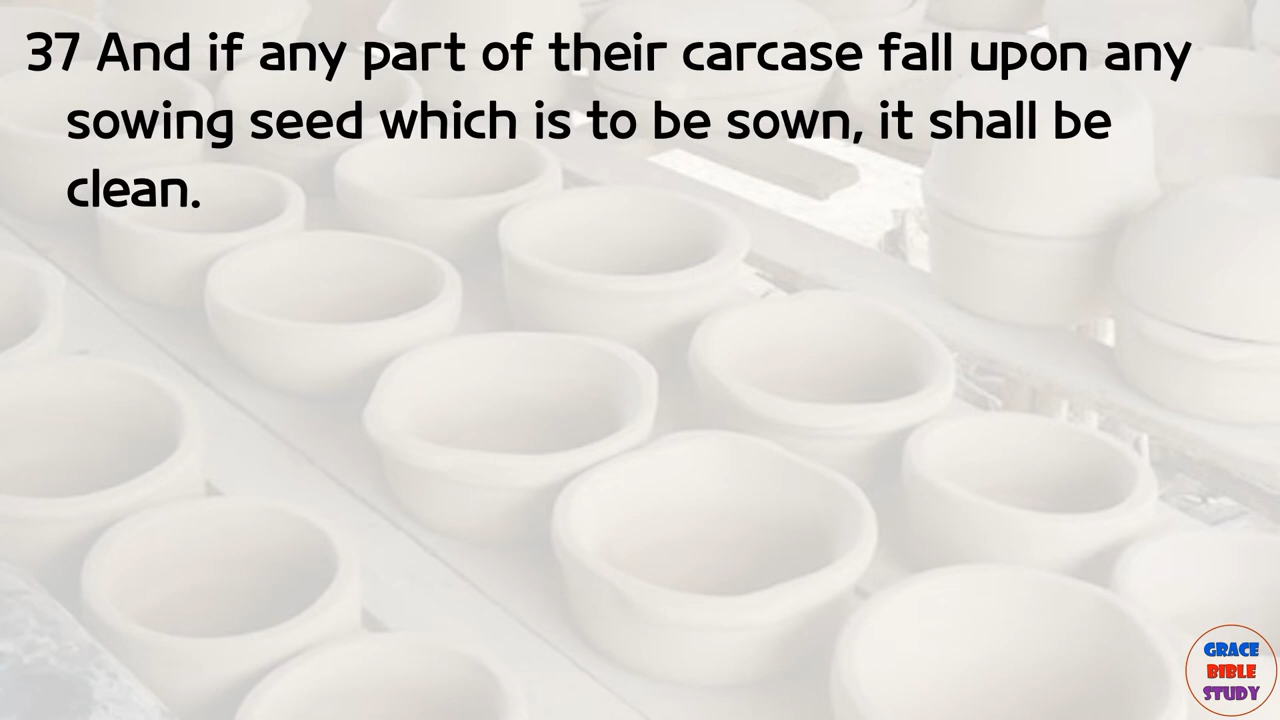 37 And if any part of their carcase fall upon any
sowing seed which is to be sown, it shall be
clean.
GRACE
BIBLE
STUDY